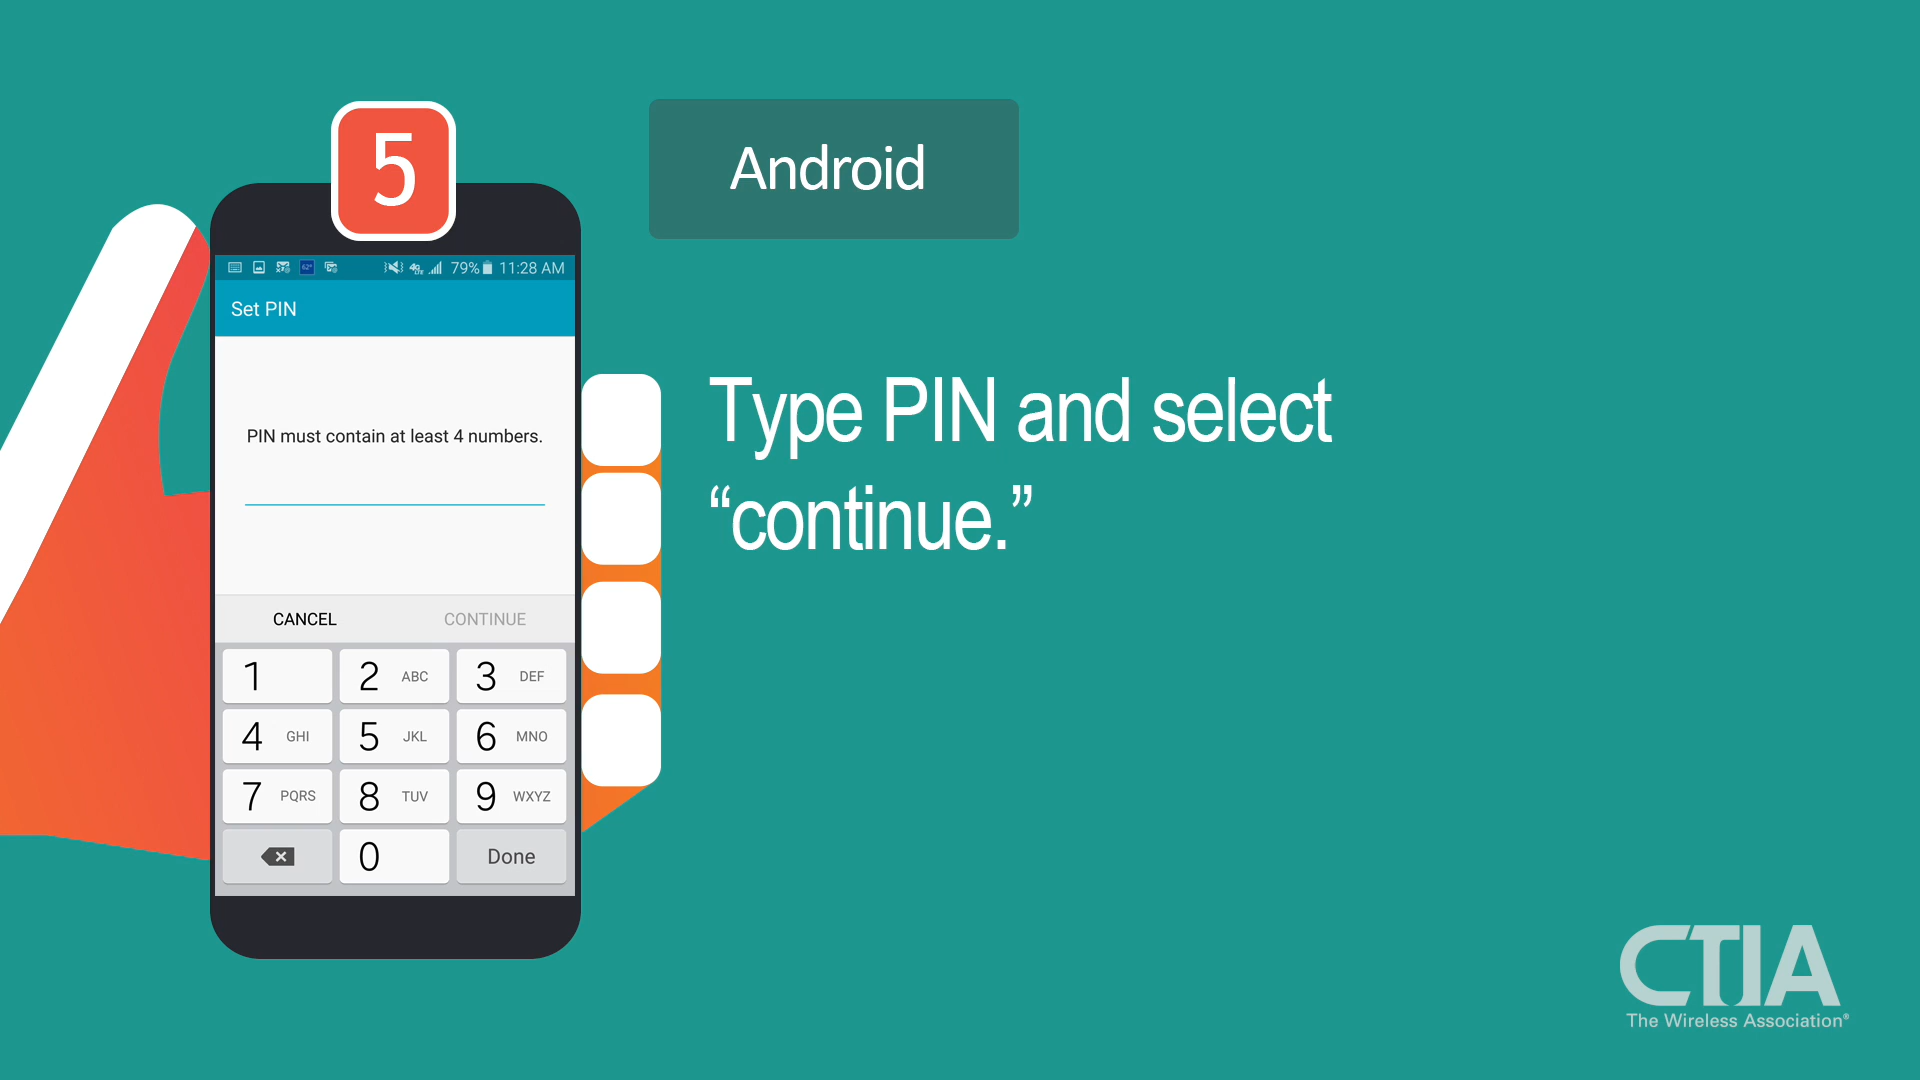 5
Android
79% 11:28 AM
Set PIN
PIN must contain at least 4 numbers.
Type PIN and select
“continue.”
CANCEL CONTINUE
1 2 ABC 3 DEF
4 GHI 5 JKL 6 MNO
7 PQRS 8 TUV 9 WXYZ
0 Done
CTIA
The Wireless Association®